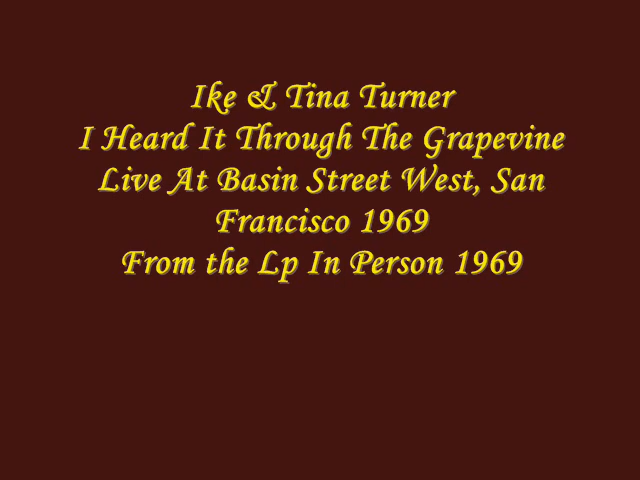 Ike & Tina Turner
I Heard It Through The Grapevine
Live At Basin Street West, San
Francisco 1969
From the Lp In Person 1969